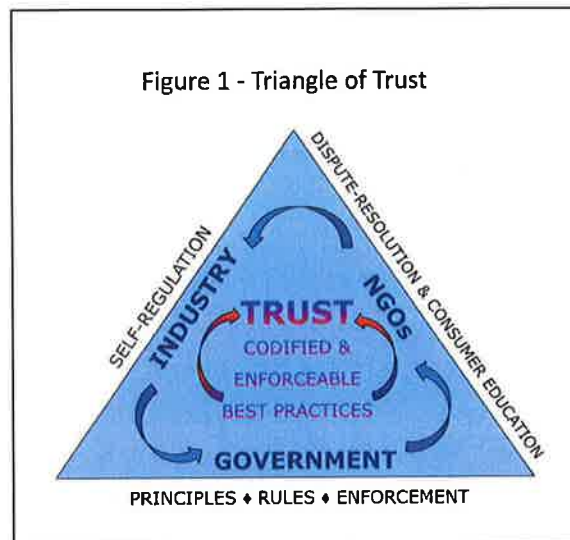 Figure 1 - Triangle of Trust
SELF-REGULATION
DISPUTE-RESOLUTION & CONSUMER EDUCATION
INDUSTRY
NGOs
TRUST
CODIFIED &
ENFORCEABLE
BEST PRACTICES
GOVERNMENT
PRINCIPLES ♦ RULES ♦ ENFORCEMENT